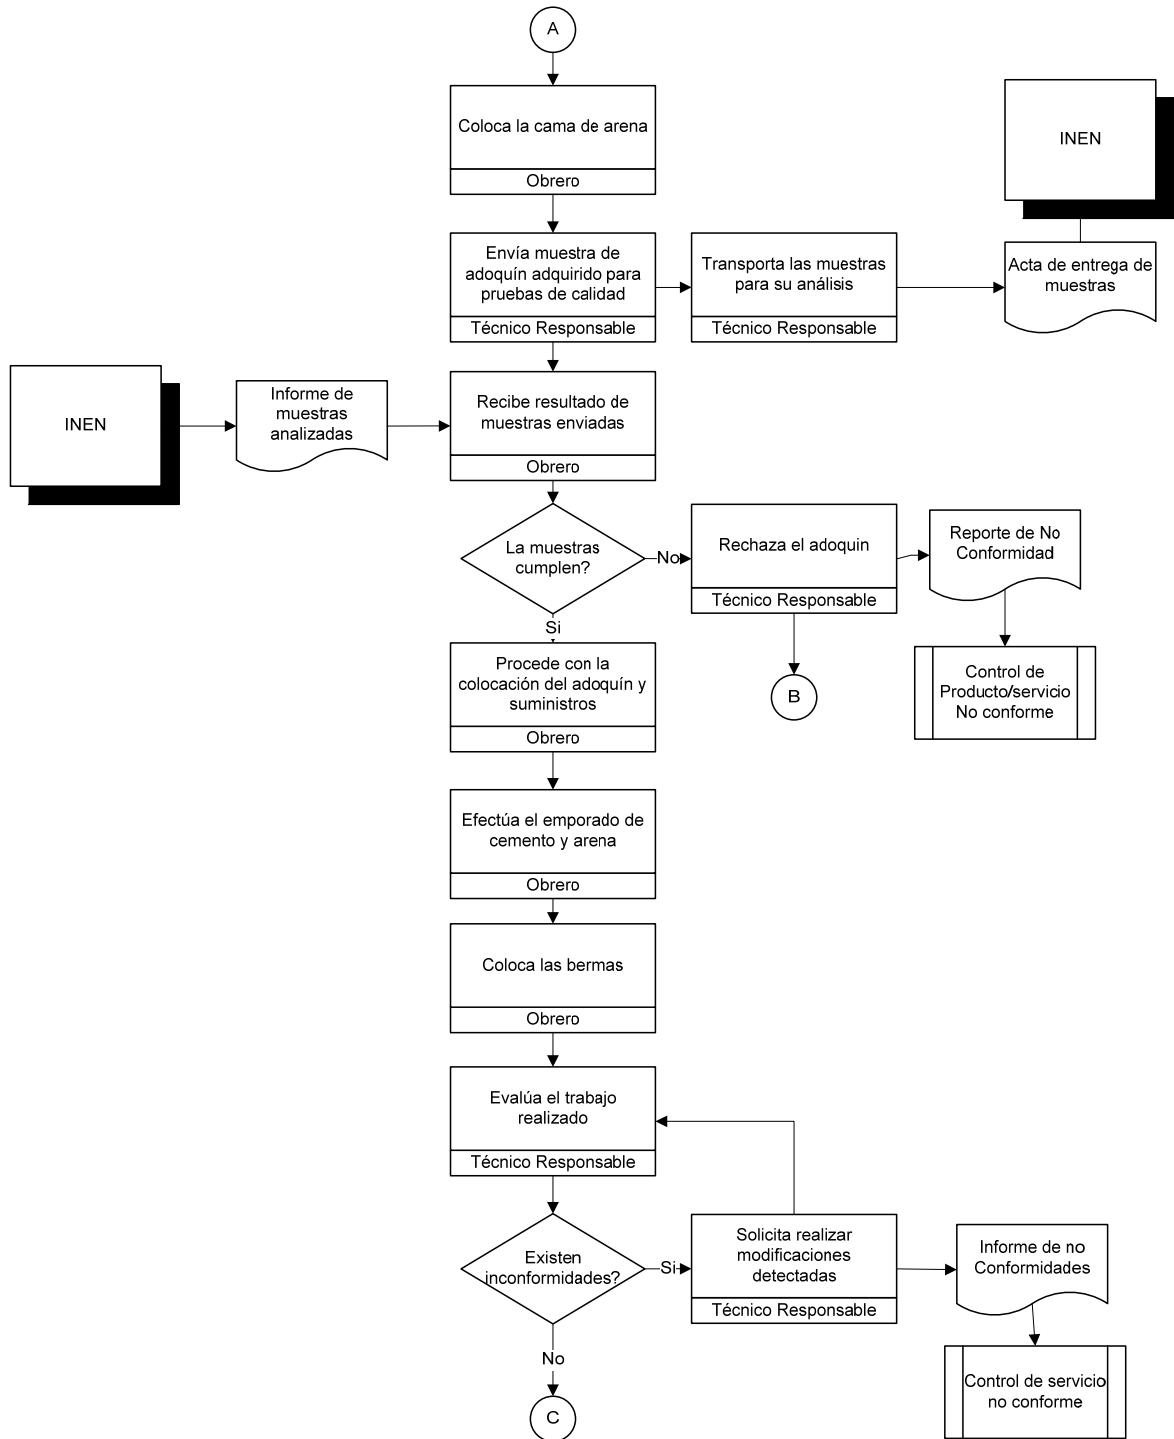 A
Coloca la cama de arena
Obrero
INEN
Envía muestra de
adoquín adquirido para
pruebas de calidad
Técnico Responsable
Transporta las muestras
para su análisis
Técnico Responsable
Acta de entrega de
muestras
INEN
Informe de
muestras
analizadas
Recibe resultado de
muestras enviadas
Obrero
La muestras
cumplen?
No
Rechaza el adoquin
Técnico Responsable
Reporte de No
Conformidad
Si
Procede con la
colocación del adoquín y
suministros
Obrero
B
Control de
Producto/servicio
No conforme
Efectúa el emporado de
cemento y arena
Obrero
Coloca las bermas
Obrero
Evalúa el trabajo
realizado
Técnico Responsable
Existen
inconformidades?
Si
Solicita realizar
modificaciones
detectadas
Técnico Responsable
Informe de no
Conformidades
No
Control de servicio
no conforme
C